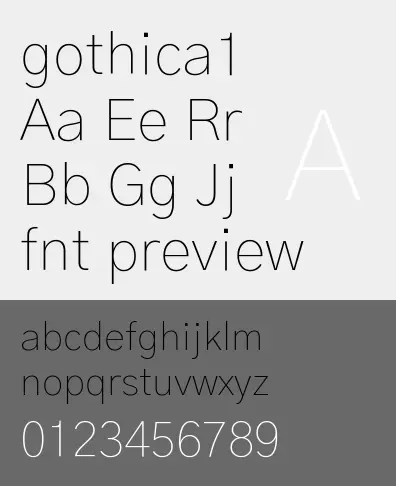 gothica1
Aa Ee Rr
A
Bb Gg Jj
fnt preview
abcdefghijklm
nopqrstuvwxyz
0123456789